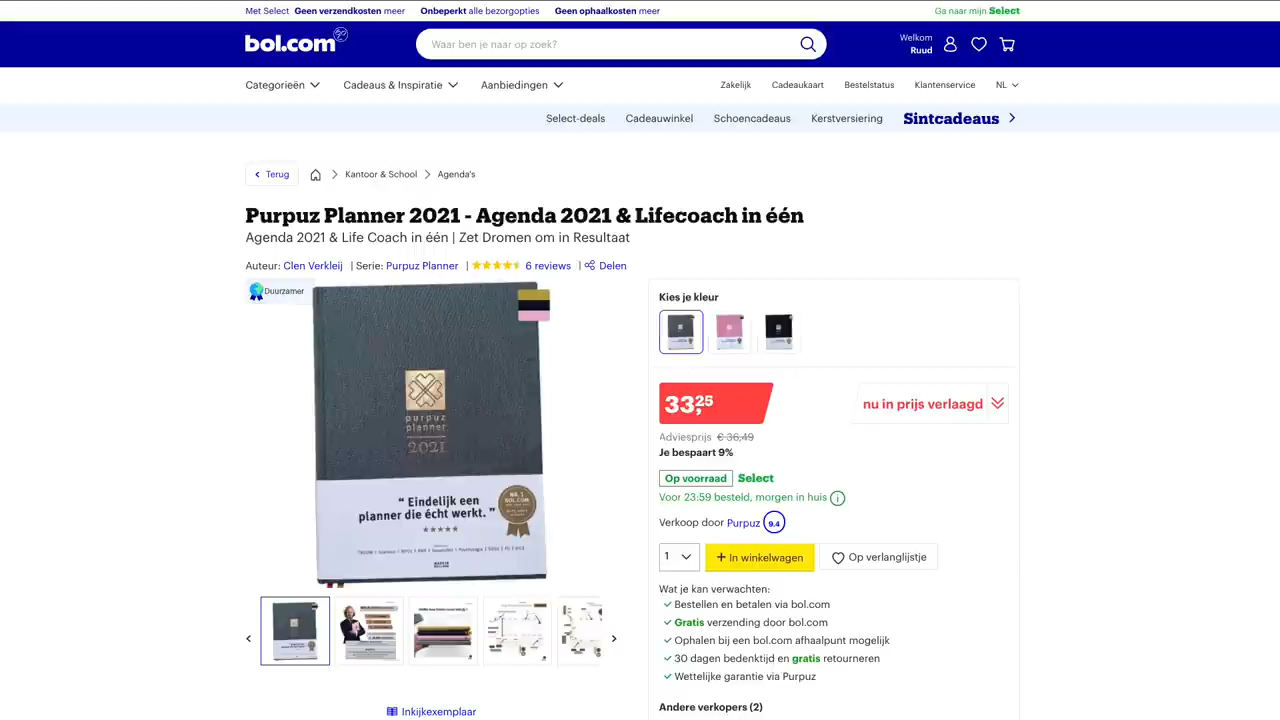 Met Select Geen verzendkosten meer Onbeperkt alle bezorgopties Geen ophaalkosten meer Ga naar mijn Select
bol.com
Waar ben je naar op zoek?
Welkom
Ruud
Categorieën Cadeaus & Inspiratie Aanbiedingen Zakelijk Cadeaukaart Bestelstatus Klantenservice NL
Select-deals Cadeauwinkel Schoencadeaus Kerstversiering Sintcadeaus
Terug Kantoor & School Agenda's
Purpuz Planner 2021 - Agenda 2021 & Lifecoach in één
Agenda 2021 & Life Coach in één | Zet Dromen om in Resultaat
Auteur: Clen Verkleij | Serie: Purpuz Planner | 6 reviews | Delen
Duurzamer
purpuz
planner
2021
“ Eindelijk een
planner die écht werkt. ”
NR. 1
BOL.COM
Inkijkexemplaar
Kies je kleur
33,25
nu in prijs verlaagd
Adviesprijs € 36,49
Je bespaart 9%
Op voorraad Select
Voor 23:59 besteld, morgen in huis
Verkoop door Purpuz 9.4
1 + In winkelwagen Op verlanglijstje
Wat je kan verwachten:
Bestellen en betalen via bol.com
Gratis verzending door bol.com
Ophalen bij een bol.com afhaalpunt mogelijk
30 dagen bedenktijd en gratis retourneren
Wettelijke garantie via Purpuz
Andere verkopers (2)